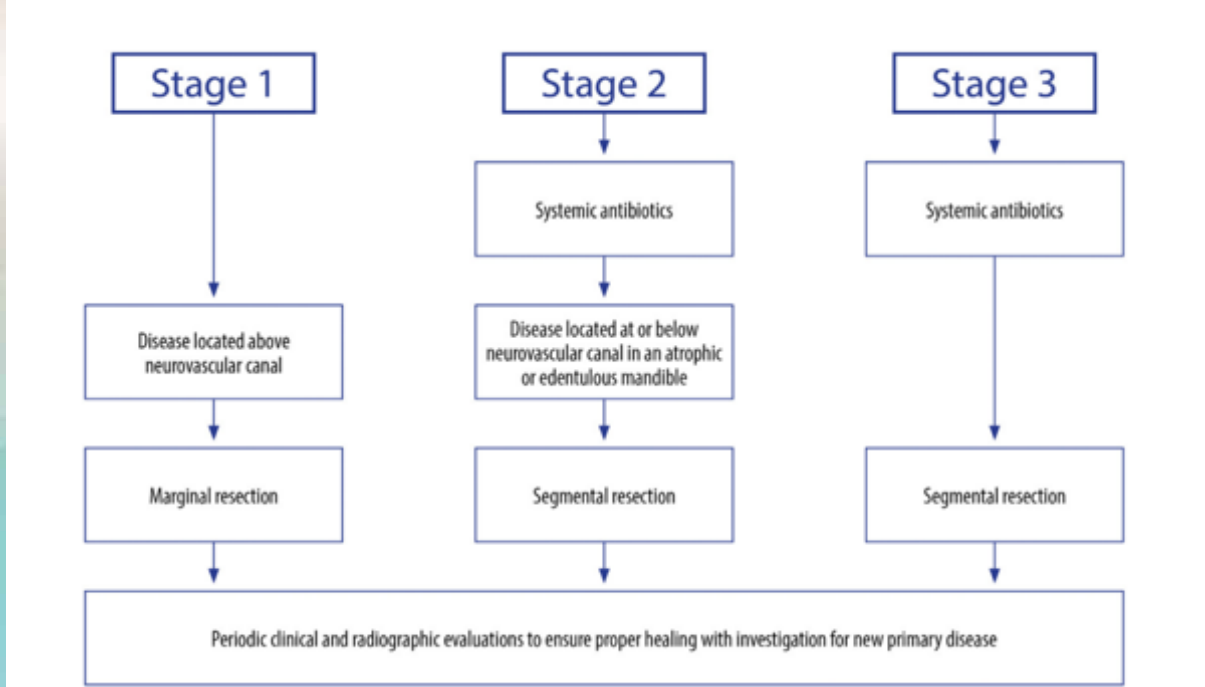 Stage 1
Stage 2
Stage 3
Systemic antibiotics
Systemic antibiotics
Disease located above
neurovascular canal
Disease located at or below
neurovascular canal in an atrophic
or edentulous mandible
Marginal resection
Segmental resection
Segmental resection
Periodic clinical and radiographic evaluations to ensure proper healing with investigation for new primary disease